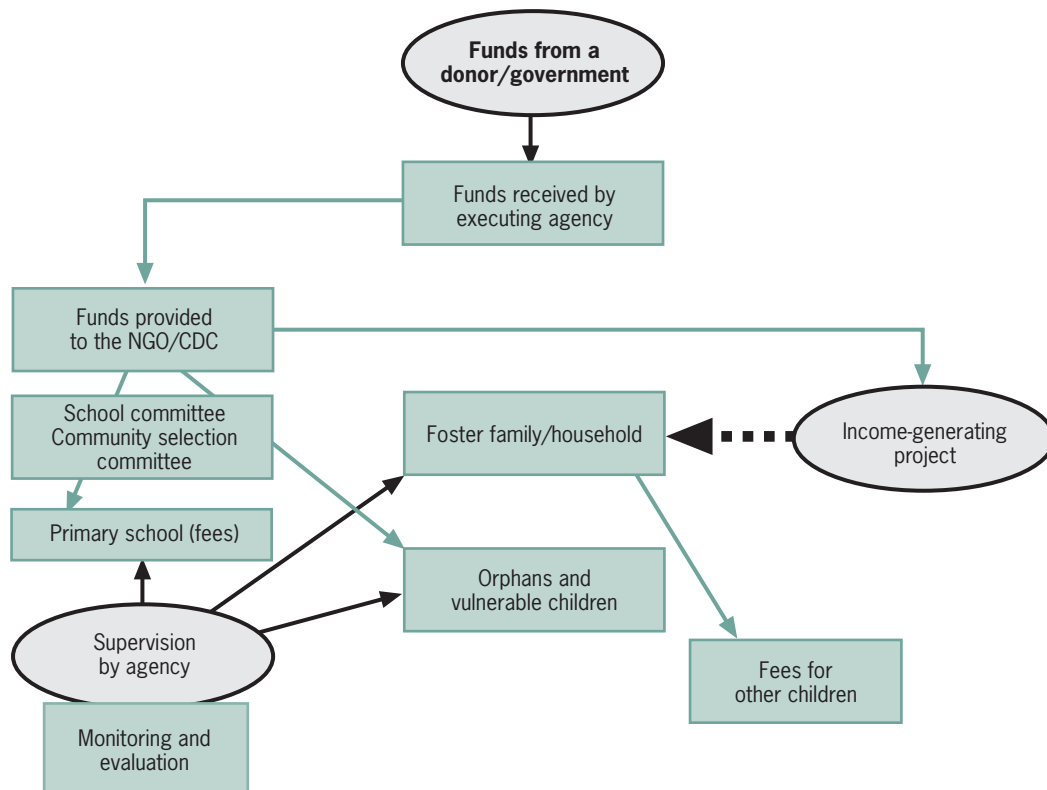 Funds from a
donor/government
Funds received by
executing agency
Funds provided
to the NGO/CDC
School committee
Community selection
committee
Foster family/household
Income-generating
project
Primary school (fees)
Orphans and
vulnerable children
Supervision
by agency
Fees for
other children
Monitoring and
evaluation